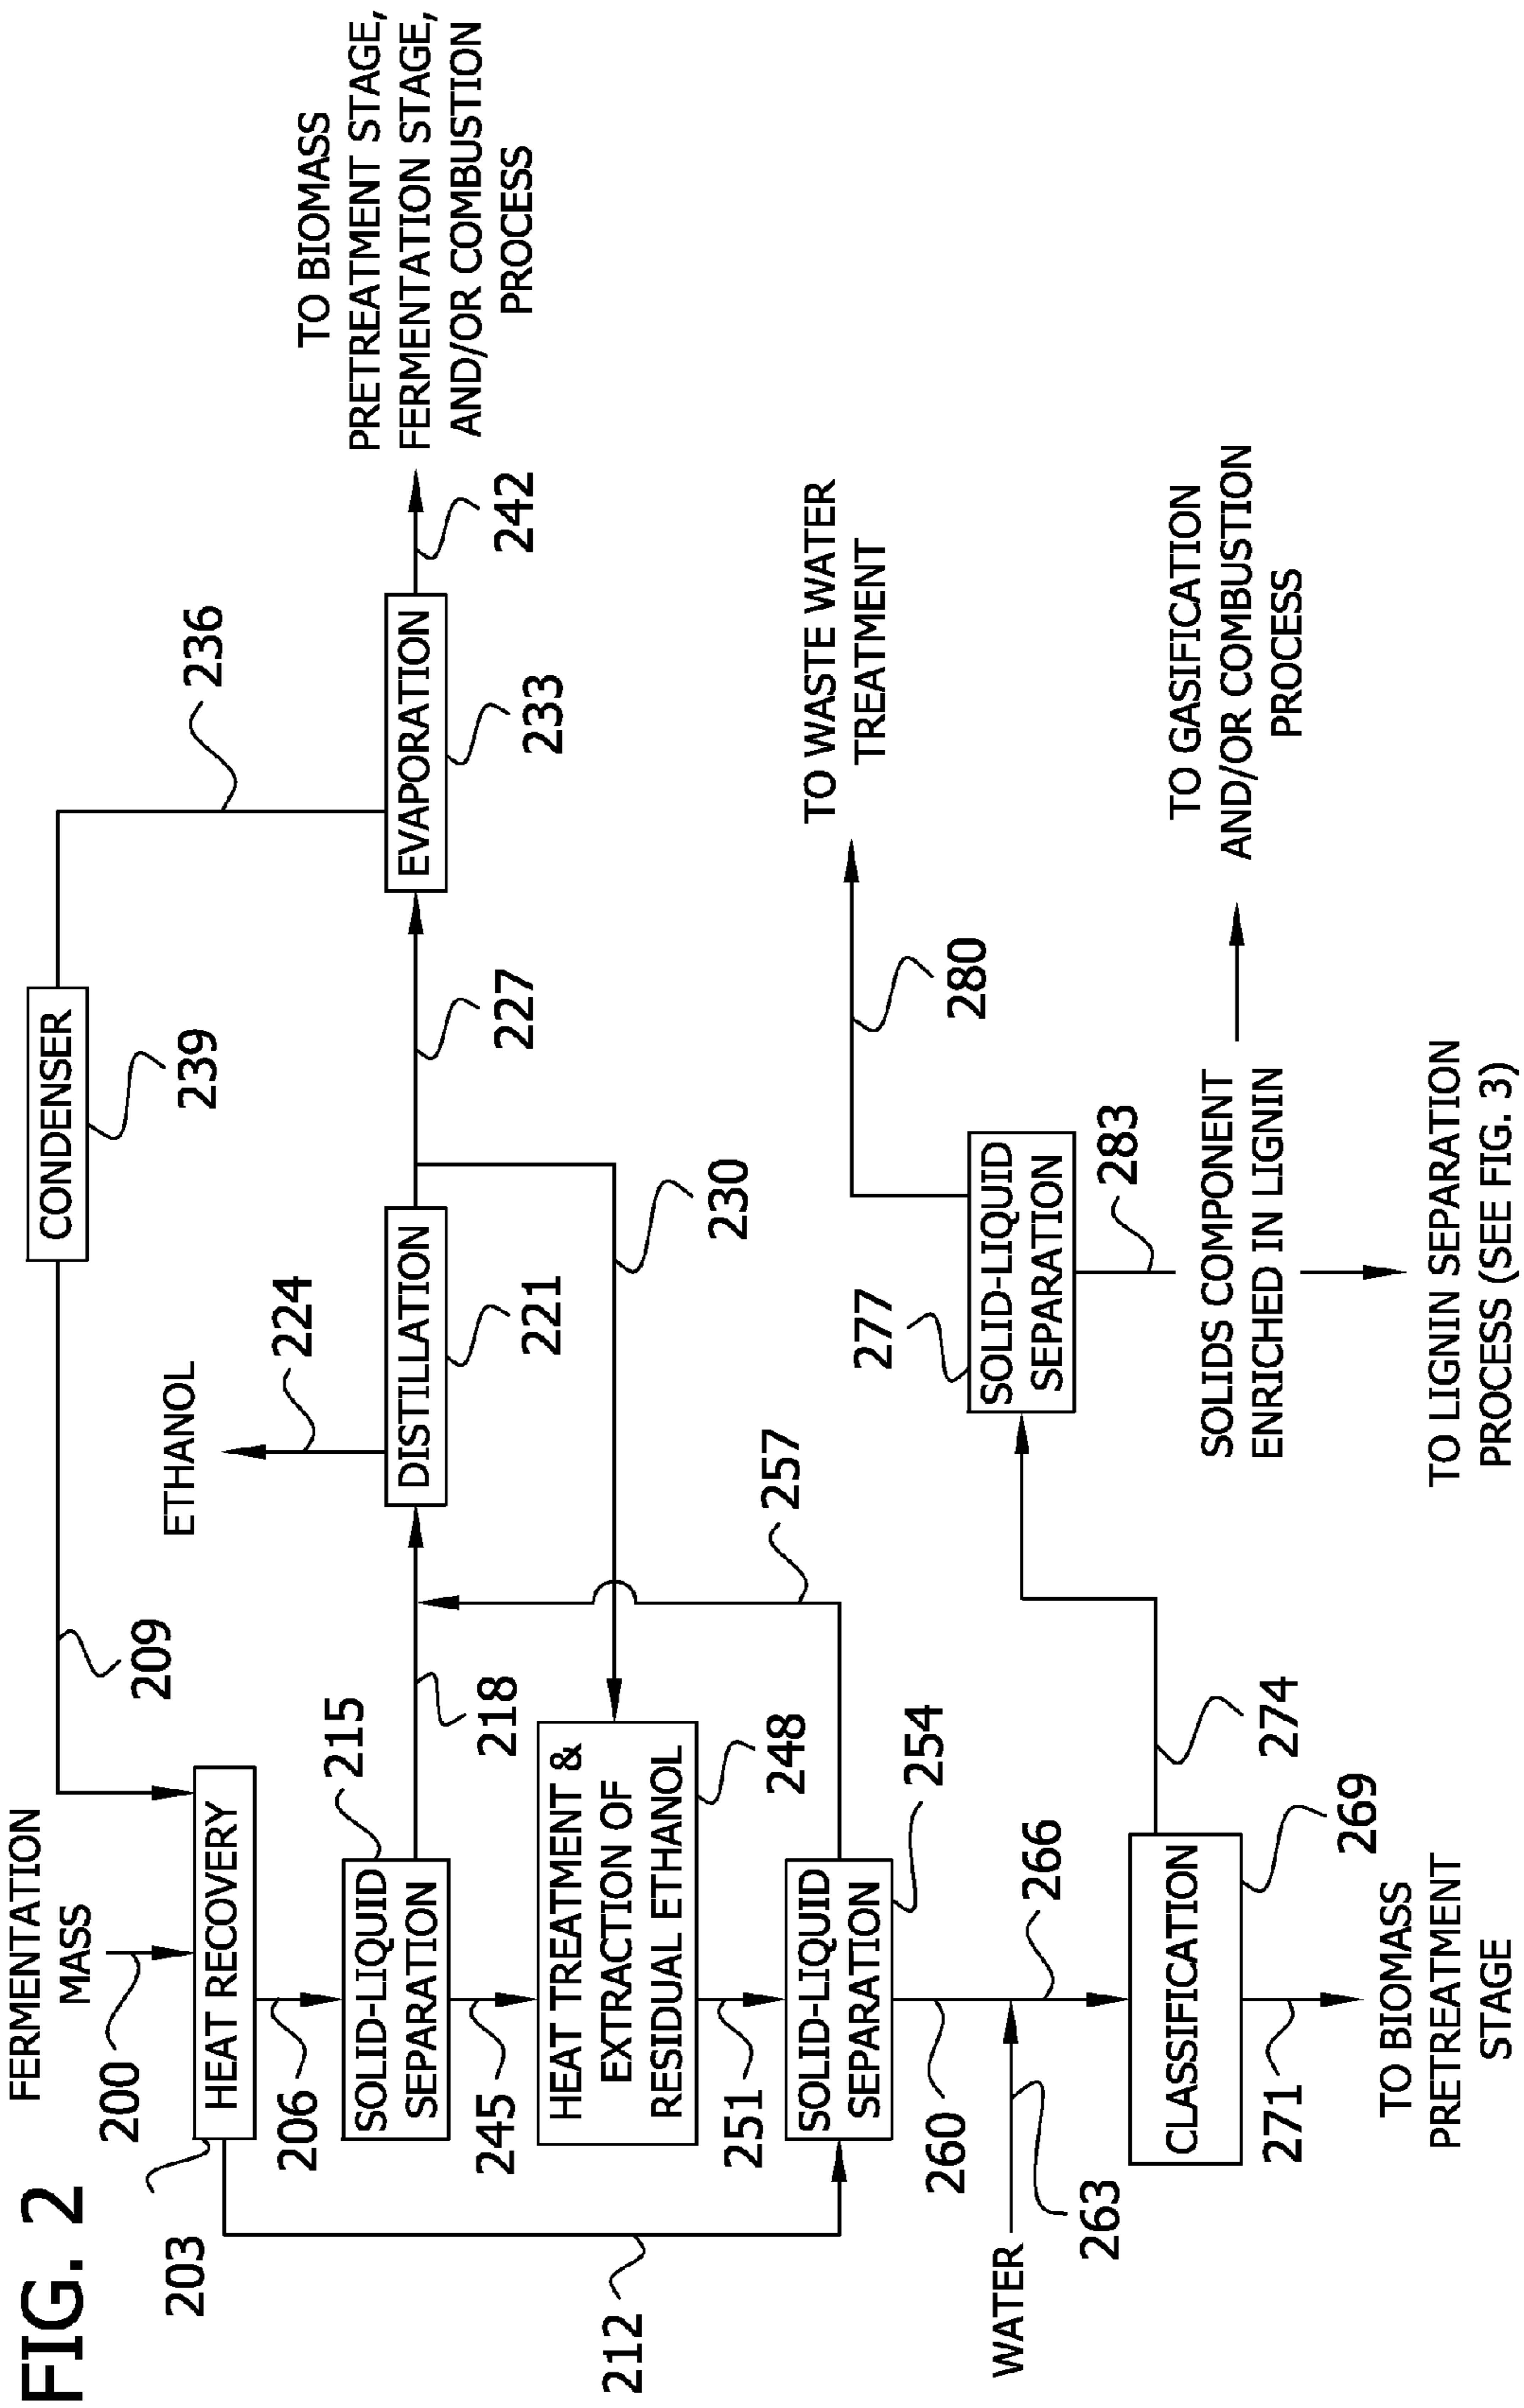 FIG. 2
FERMENTATION
MASS
200
203
HEAT RECOVERY
209
CONDENSER
239
236
206
SOLID-LIQUID
SEPARATION
215
218
ETHANOL
224
DISTILLATION
221
227
EVAPORATION
233
242
TO BIOMASS
PRETREATMENT STAGE,
FERMENTATION STAGE,
AND/OR COMBUSTION
PROCESS
245
HEAT TREATMENT &
EXTRACTION OF
RESIDUAL ETHANOL
248
230
212
251
SOLID-LIQUID
SEPARATION
254
257
260
WATER
263
266
CLASSIFICATION
269
271
TO BIOMASS
PRETREATMENT
STAGE
274
277
SOLID-LIQUID
SEPARATION
280
TO WASTE WATER
TREATMENT
283
SOLIDS COMPONENT
ENRICHED IN LIGNIN
TO GASIFICATION
AND/OR COMBUSTION
PROCESS
TO LIGNIN SEPARATION
PROCESS (SEE FIG. 3)